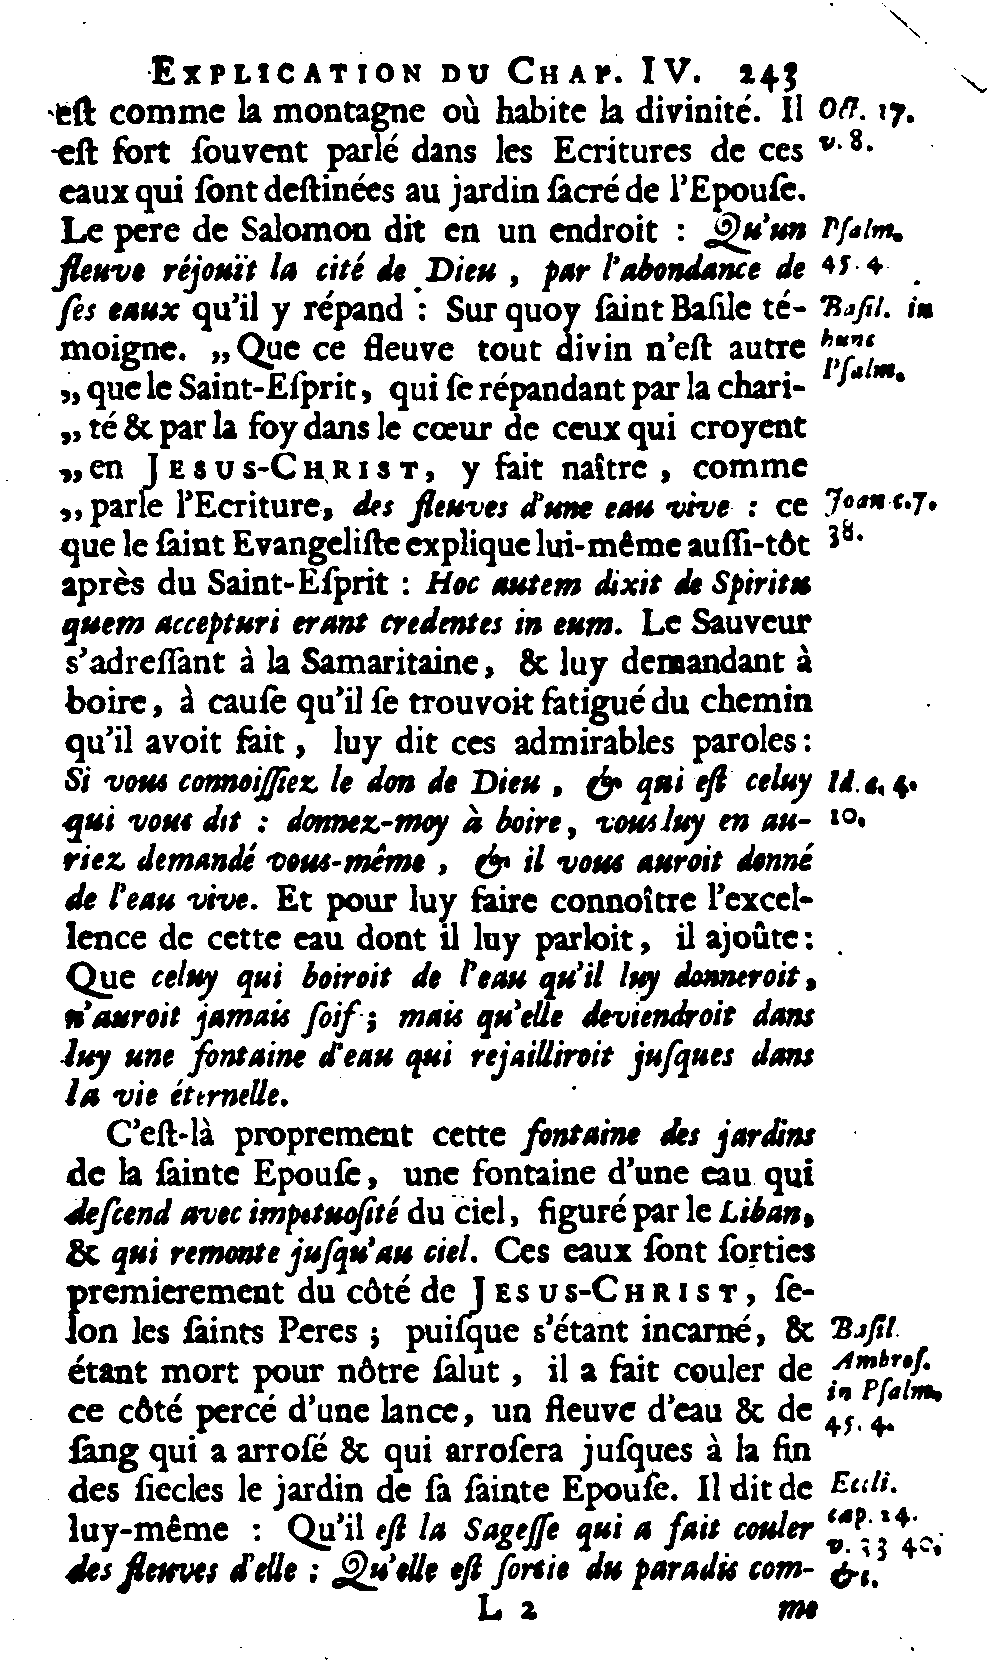 EXPLICATION DU CHAP. IV. 243
est comme la montagne où habite la divinité. Il
eſt fort ſouvent parlé dans les Ecritures de ces
eaux qui ſont deſtinées au jardin ſacré de l'Epouſe.
Le pere de Salomon dit en un endroit : Qu'un
fleuve réjouït la cité de Dieu, par l'abondance de
ſes eaux qu'il y répand : Sur quoy ſaint Baſile té-
moigne. „Que ce fleuve tout divin n'eſt autre
„que le Saint-Eſprit, qui ſe répandant par la chari-
„té & par la foy dans le cœur de ceux qui croyent
„en JESUS-CHRIST, y fait naître, comme
„parle l'Ecriture, des fleuves d'une eau vive : ce
que le ſaint Evangeliſte explique lui-même auſſi-tôt
après du Saint-Eſprit : Hoc autem dixit de Spiritu
quem accepturi erant credentes in eum. Le Sauveur
s'adreſſant à la Samaritaine, & luy demandant à
boire, à cauſe qu'il ſe trouvoit fatigué du chemin
qu'il avoit fait, luy dit ces admirables paroles:
Si vous connoiſſiez le don de Dieu, & qui eſt celuy
qui vous dit : donnez-moy à boire, vous luy en au-
riez demandé vous-même, & il vous auroit donné
de l'eau vive. Et pour luy faire connoître l'excel-
lence de cette eau dont il luy parloit, il ajoûte:
Que celuy qui boiroit de l'eau qu'il luy donneroit,
n'auroit jamais ſoif ; mais qu'elle deviendroit dans
luy une fontaine d'eau qui rejailliroit juſques dans
la vie éternelle.
C'eſt-là proprement cette fontaine des jardins
de la ſainte Epouſe, une fontaine d'une eau qui
deſcend avec impetuoſité du ciel, figuré par le Liban,
& qui remonte juſqu'au ciel. Ces eaux ſont ſorties
premierement du côté de JESUS-CHRIST, ſe-
lon les ſaints Peres ; puiſque s'étant incarné, &
étant mort pour nôtre ſalut, il a fait couler de
ce côté percé d'une lance, un fleuve d'eau & de
ſang qui a arroſé & qui arroſera juſques à la fin
des ſiecles le jardin de ſa ſainte Epouſe. Il dit de
luy-même : Qu'il eſt la Sageſſe qui a fait couler
des fleuves d'elle : Qu'elle eſt ſortie du paradis com-
L 2 me
17.
v. 8.
Pſalm.
45. 4
Baſil. in
hunc
Pſalm.
Joan c. 7.
38.
Id. c. 4.
10.
Baſil.
Ambroſ.
in Pſalm.
45. 4.
Eccli.
cap. 24.
v. 40.
&c.